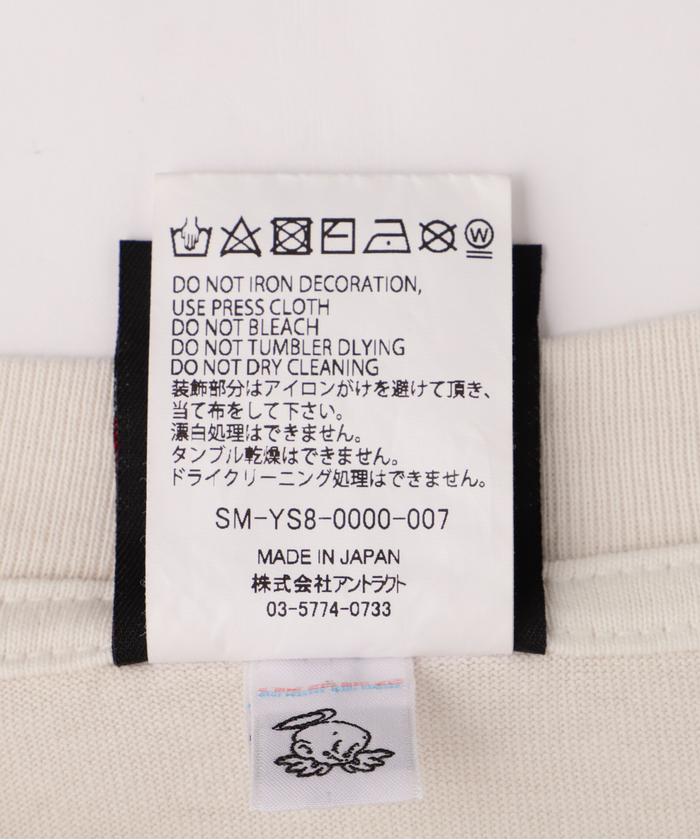 W
DO NOT IRON DECORATION,
USE PRESS CLOTH
DO NOT BLEACH
DO NOT TUMBLER DLYING
DO NOT DRY CLEANING
装飾部分はアイロンがけを避けて頂き、
当て布をして下さい。
漂白処理はできません。
タンブル乾燥はできません。
ドライクリーニング処理はできません。
SM-YS8-0000-007
MADE IN JAPAN
株式会社アントラクト
03-5774-0733